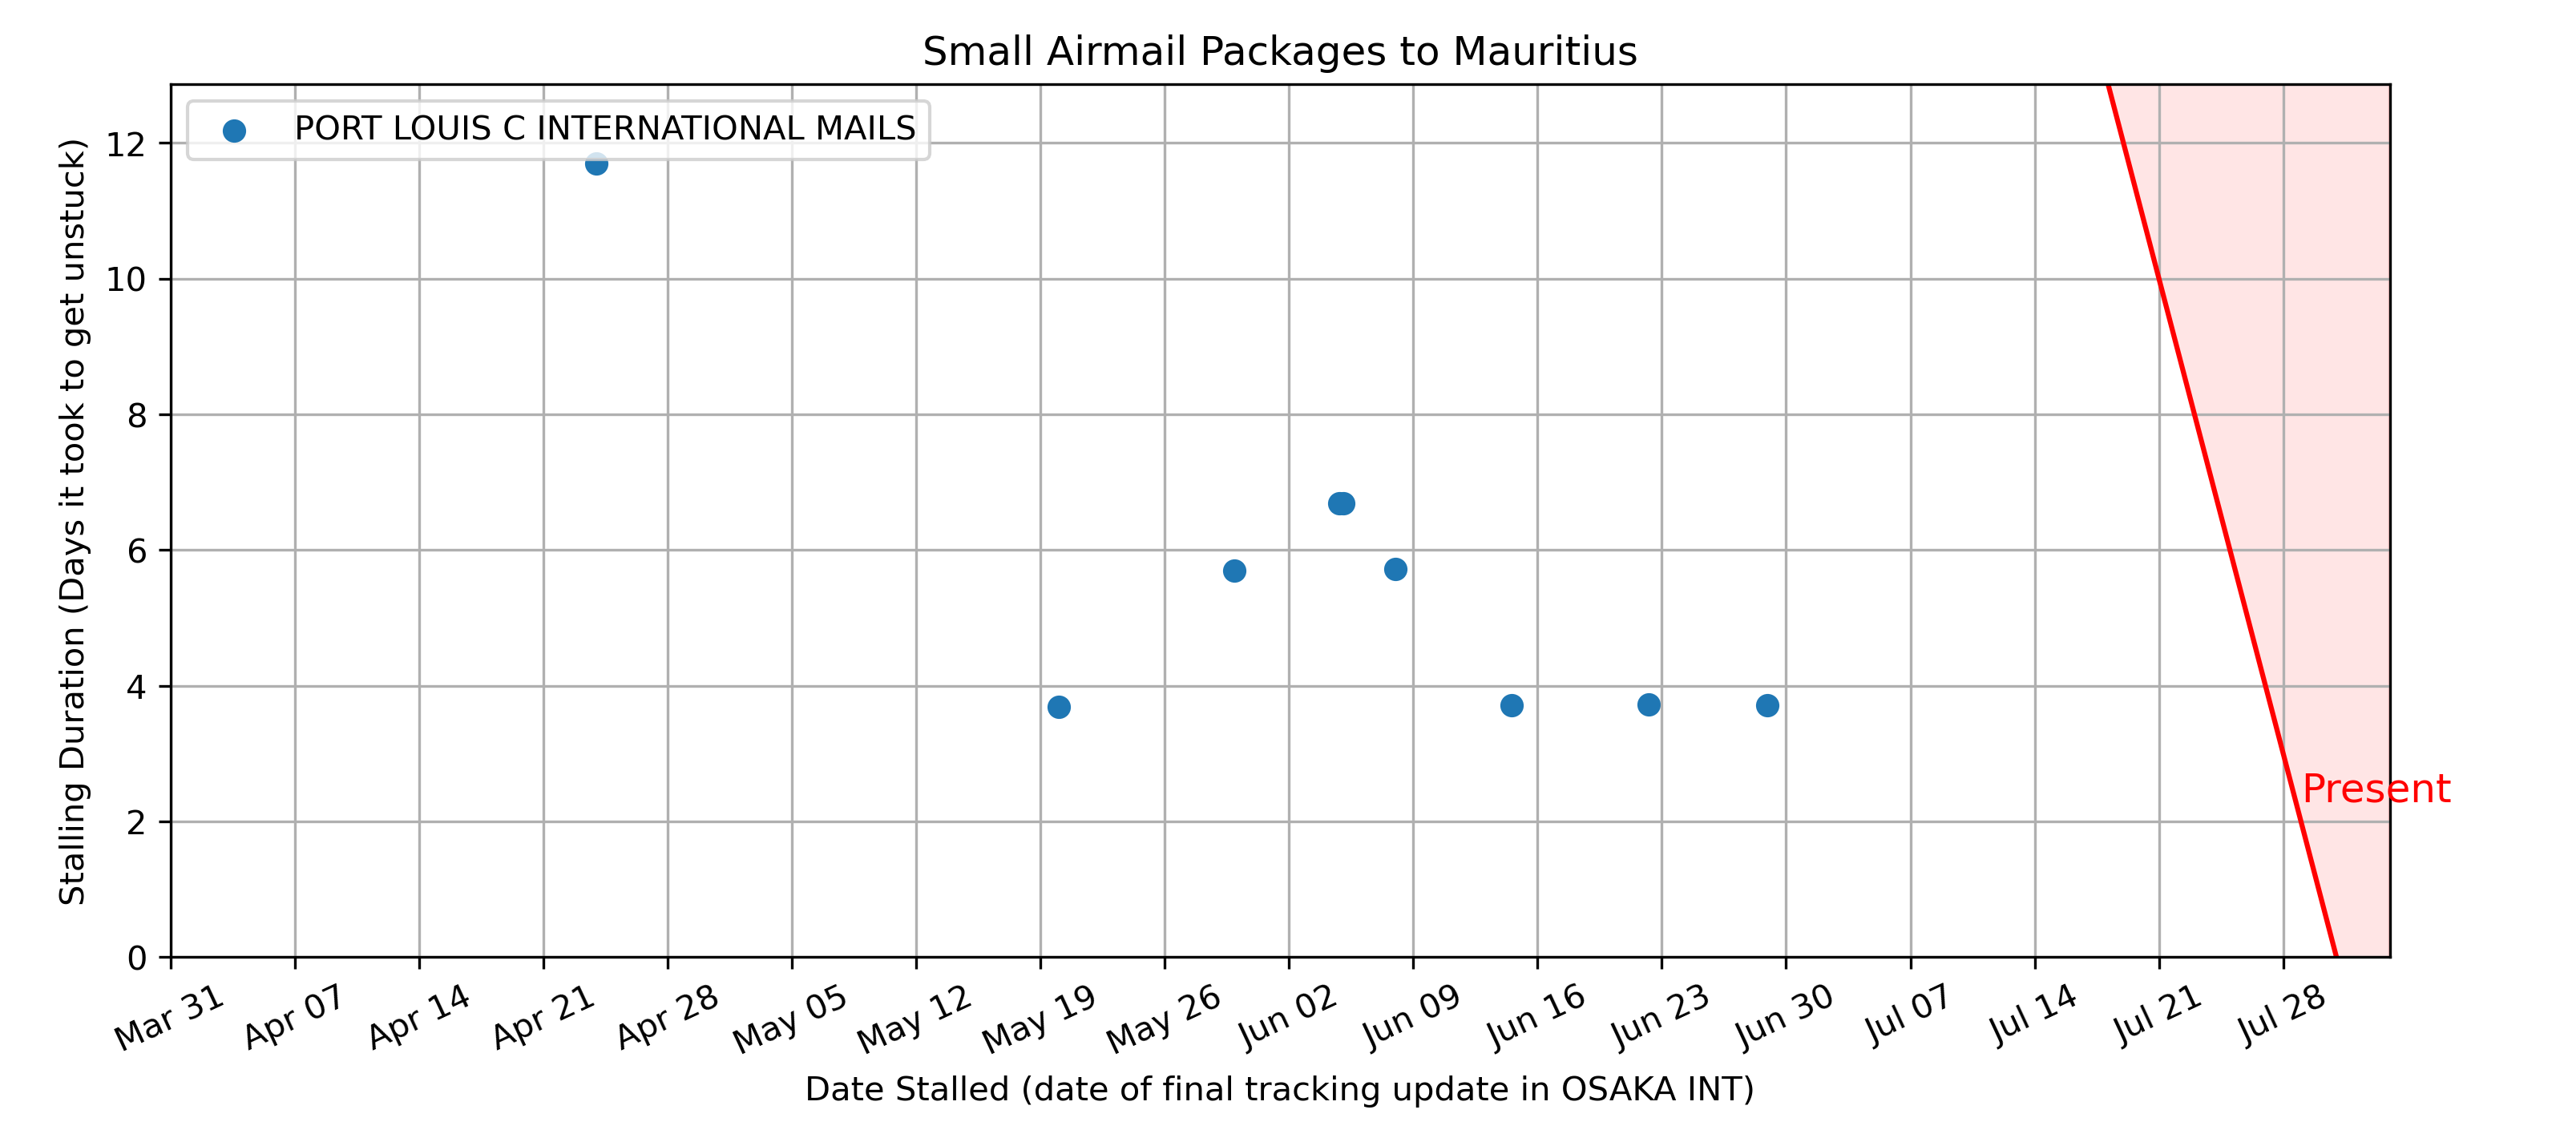 Small Airmail Packages to Mauritius
PORT LOUIS C INTERNATIONAL MAILS
Stalling Duration (Days it took to get unstuck)
12
10
8
6
4
2
0
Present
Mar 31
Apr 07
Apr 14
Apr 21
Apr 28
May 05
May 12
May 19
May 26
Jun 02
Jun 09
Jun 16
Jun 23
Jun 30
Jul 07
Jul 14
Jul 21
Jul 28
Date Stalled (date of final tracking update in OSAKA INT)